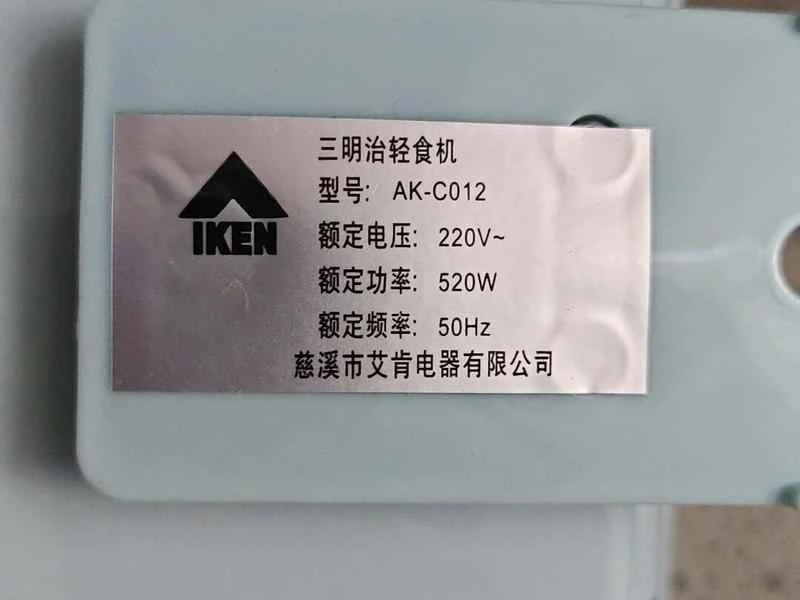 IKEN
三明治轻食机
型号: AK-C012
额定电压: 220V~
额定功率: 520W
额定频率: 50Hz
慈溪市艾肯电器有限公司